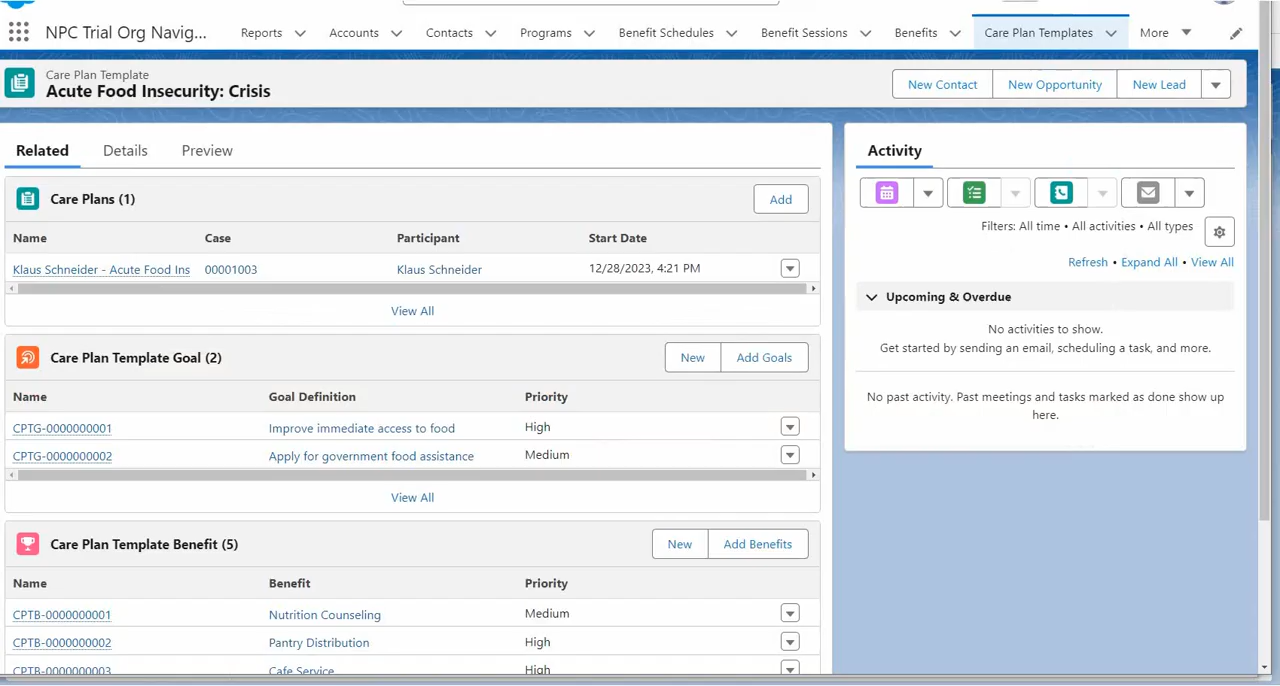 NPC Trial Org Navig... Reports Accounts Contacts Programs Benefit Schedules Benefit Sessions Benefits Care Plan Templates More
Care Plan Template
Acute Food Insecurity: Crisis
New Contact New Opportunity New Lead
Related Details Preview
Care Plans (1) Add
Name Case Participant Start Date
Klaus Schneider - Acute Food Ins 00001003 Klaus Schneider 12/28/2023, 4:21 PM
View All
Care Plan Template Goal (2) New Add Goals
Name Goal Definition Priority
CPTG-0000000001 Improve immediate access to food High
CPTG-0000000002 Apply for government food assistance Medium
View All
Care Plan Template Benefit (5) New Add Benefits
Name Benefit Priority
CPTB-0000000001 Nutrition Counseling Medium
CPTB-0000000002 Pantry Distribution High
CPTB-0000000003 Cafe Service High
Activity
Filters: All time • All activities • All types
Refresh • Expand All • View All
Upcoming & Overdue
No activities to show.
Get started by sending an email, scheduling a task, and more.
No past activity. Past meetings and tasks marked as done show up
here.